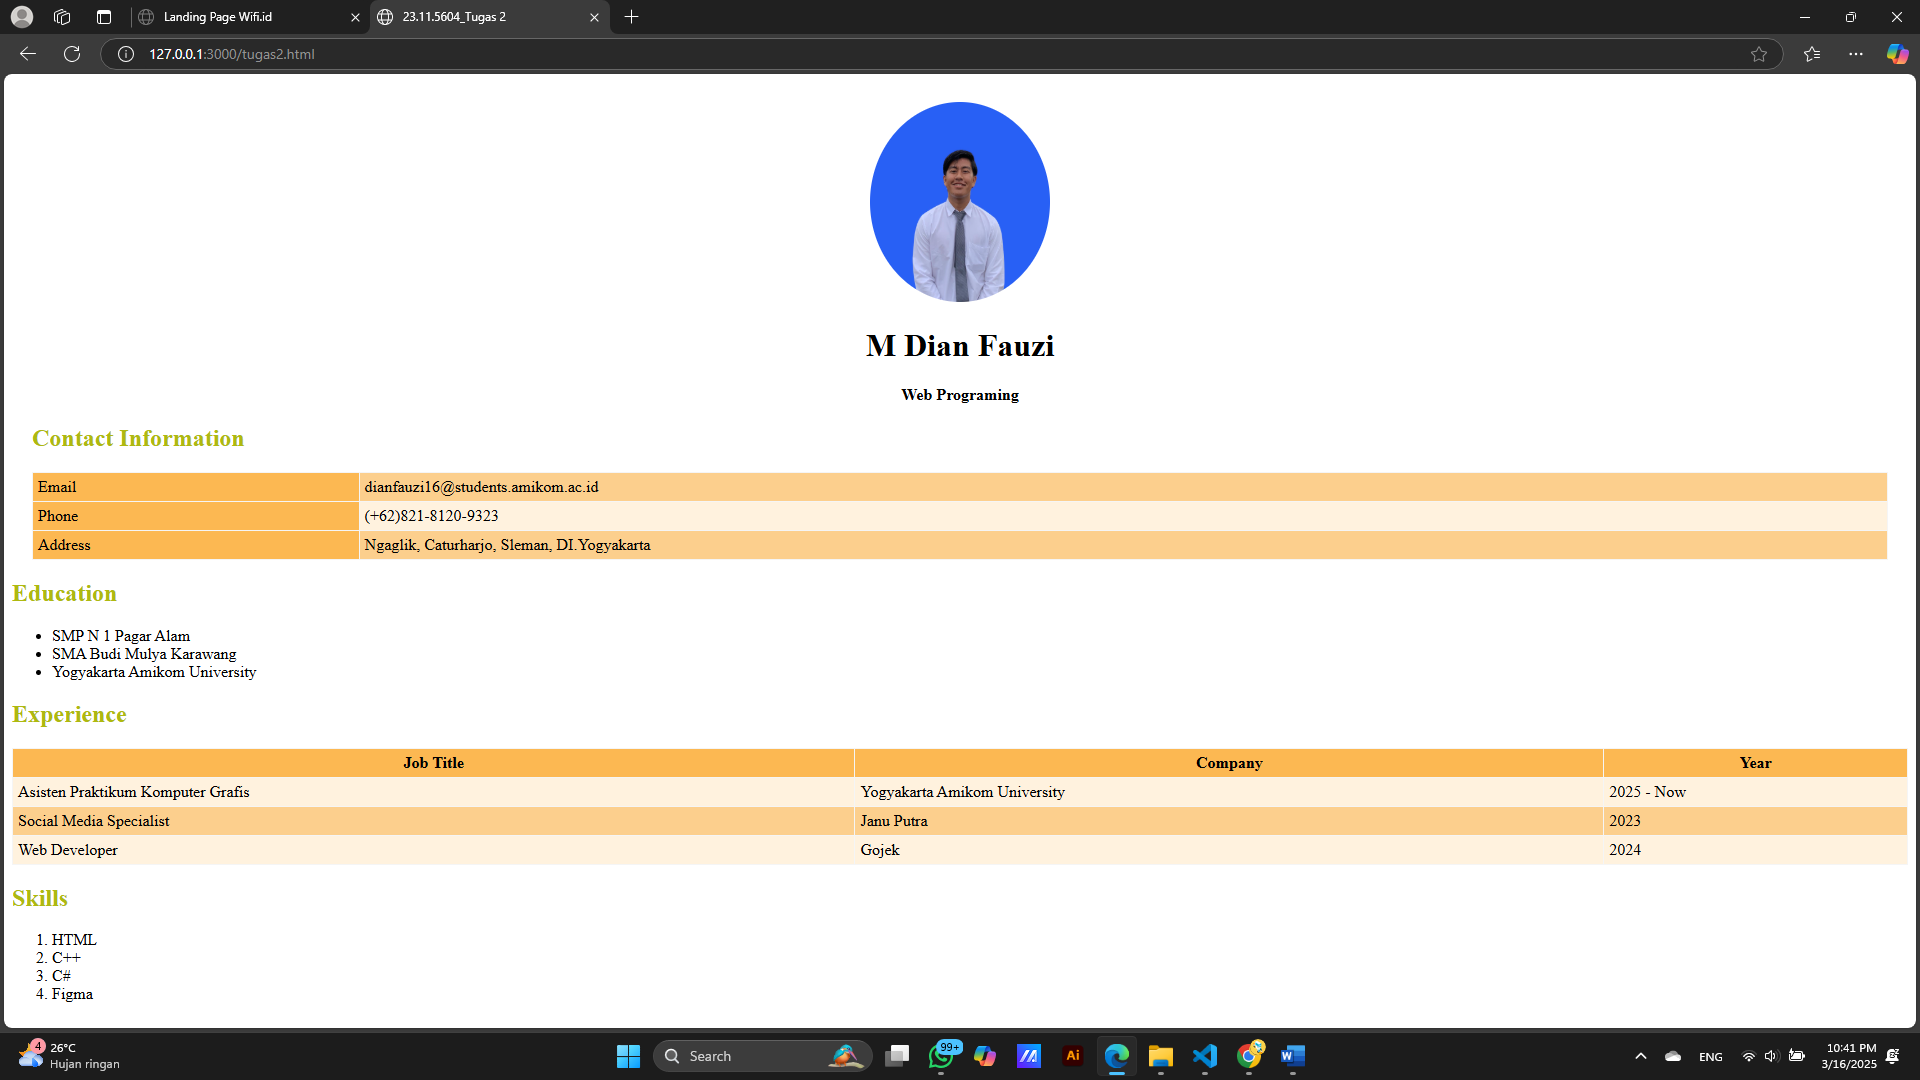 Landing Page Wifi.id
23.11.5604_Tugas 2
127.0.0.1:3000/tugas2.html
M Dian Fauzi
Web Programing
Contact Information
Email dianfauzi16@students.amikom.ac.id
Phone (+62)821-8120-9323
Address Ngaglik, Caturharjo, Sleman, DI.Yogyakarta
Education
• SMP N 1 Pagar Alam
• SMA Budi Mulya Karawang
• Yogyakarta Amikom University
Experience
Job Title Company Year
Asisten Praktikum Komputer Grafis Yogyakarta Amikom University 2025 - Now
Social Media Specialist Janu Putra 2023
Web Developer Gojek 2024
Skills
1. HTML
2. C++
3. C#
4. Figma
4
26°C
Hujan ringan
Search
99+
Ai
W
ENG
10:41 PM
3/16/2025